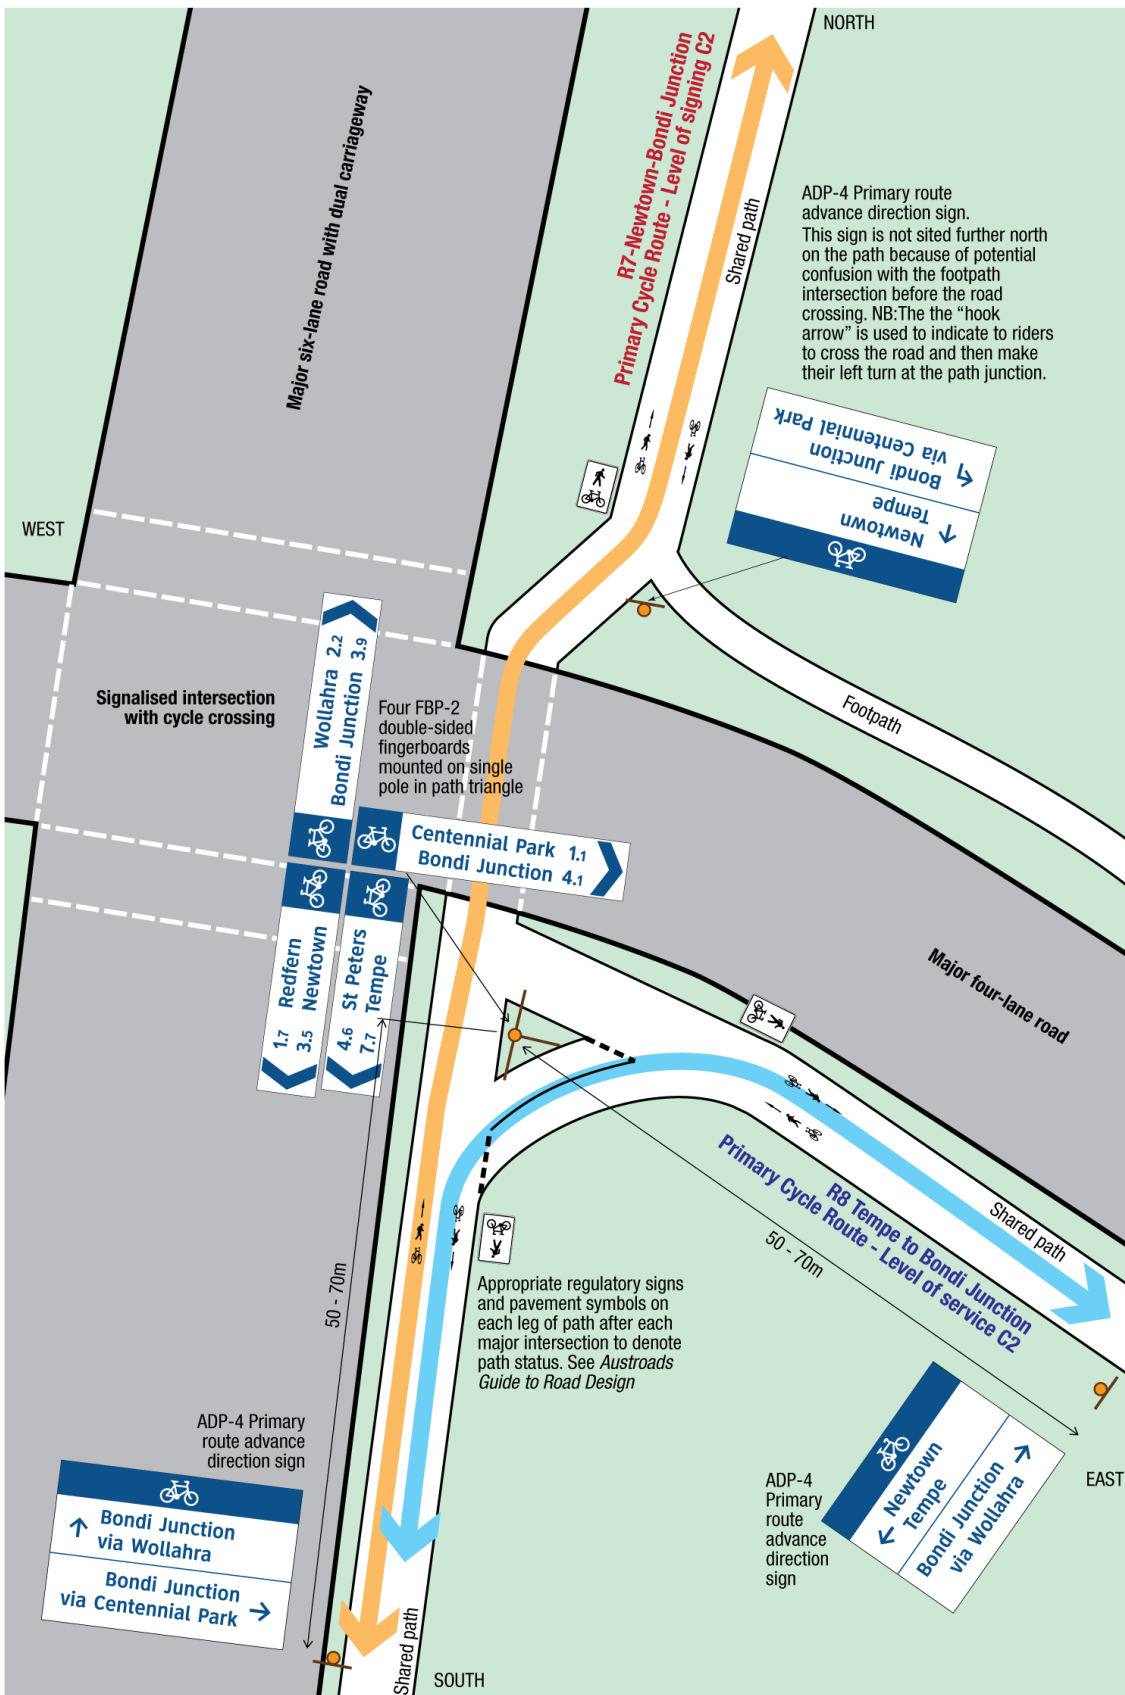 NORTH
Major six-lane road with dual carriageway
R7-Newtown-Bondi Junction
Primary Cycle Route - Level of signing C2
Shared path
ADP-4 Primary route
advance direction sign.
This sign is not sited further north
on the path because of potential
confusion with the footpath
intersection before the road
crossing. NB:The the “hook
arrow” is used to indicate to riders
to cross the road and then make
their left turn at the path junction.
Newtown
Tempe
Bondi Junction
via Centennial Park
WEST
Signalised intersection
with cycle crossing
Four FBP-2
double-sided
fingerboards
mounted on single
pole in path triangle
Footpath
Wollahra 2.2
Bondi Junction 3.9
Centennial Park 1.1
Bondi Junction 4.1
1.7 Redfern
3.5 Newtown
4.6 St Peters
7.7 Tempe
Major four-lane road
R8 Tempe to Bondi Junction
Primary Cycle Route - Level of service C2
Shared path
50 - 70m
50 - 70m
Appropriate regulatory signs
and pavement symbols on
each leg of path after each
major intersection to denote
path status. See Austroads
Guide to Road Design
ADP-4 Primary
route advance
direction sign
Bondi Junction
via Wollahra
Bondi Junction
via Centennial Park
ADP-4
Primary
route
advance
direction
sign
Newtown
Tempe
Bondi Junction
via Wollahra
EAST
Shared path
SOUTH